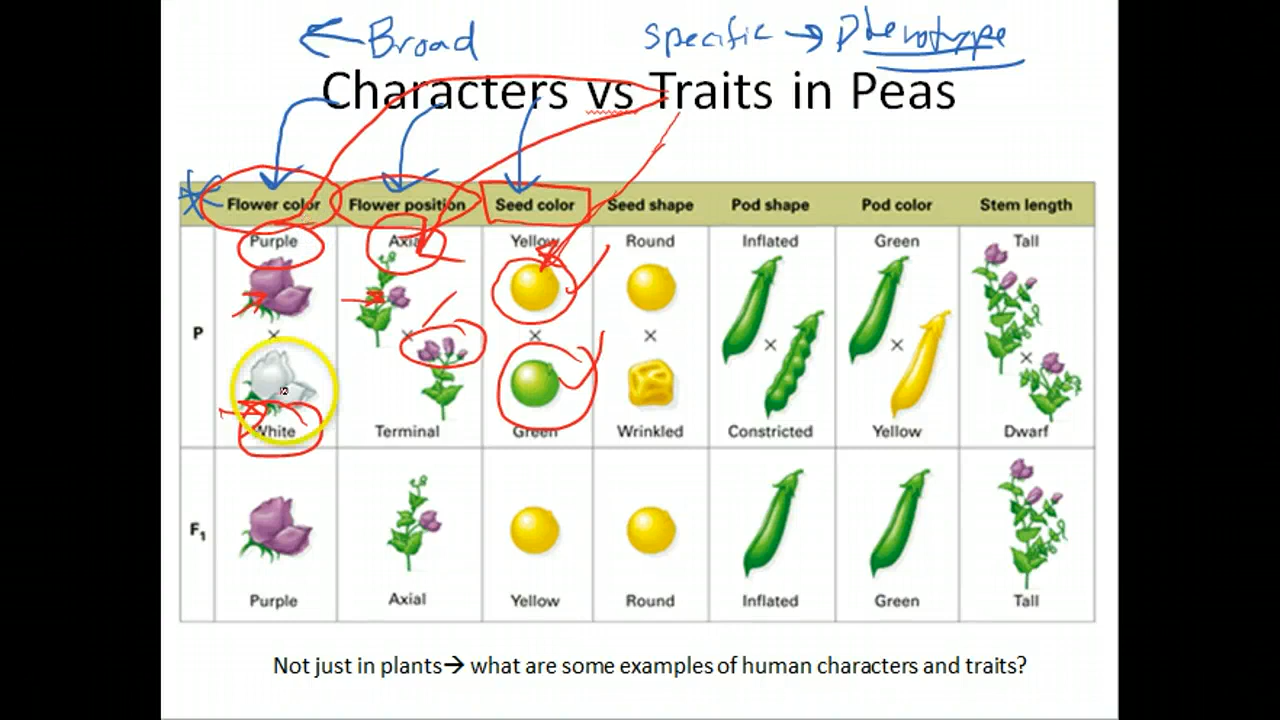 Broad specific → Phenotype
Characters vs Traits in Peas
Flower color Flower position Seed color Seed shape Pod shape Pod color Stem length
Purple Axial Yellow Round Inflated Green Tall
P × × × × × × ×
White Terminal Green Wrinkled Constricted Yellow Dwarf
F₁
Purple Axial Yellow Round Inflated Green Tall
Not just in plants→ what are some examples of human characters and traits?